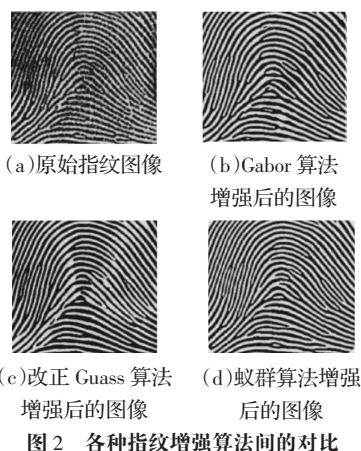 (a)原始指纹图像
(b)Gabor 算法
增强后的图像
(c)改正 Guass 算法
增强后的图像
(d)蚁群算法增强
后的图像
图 2 各种指纹增强算法间的对比